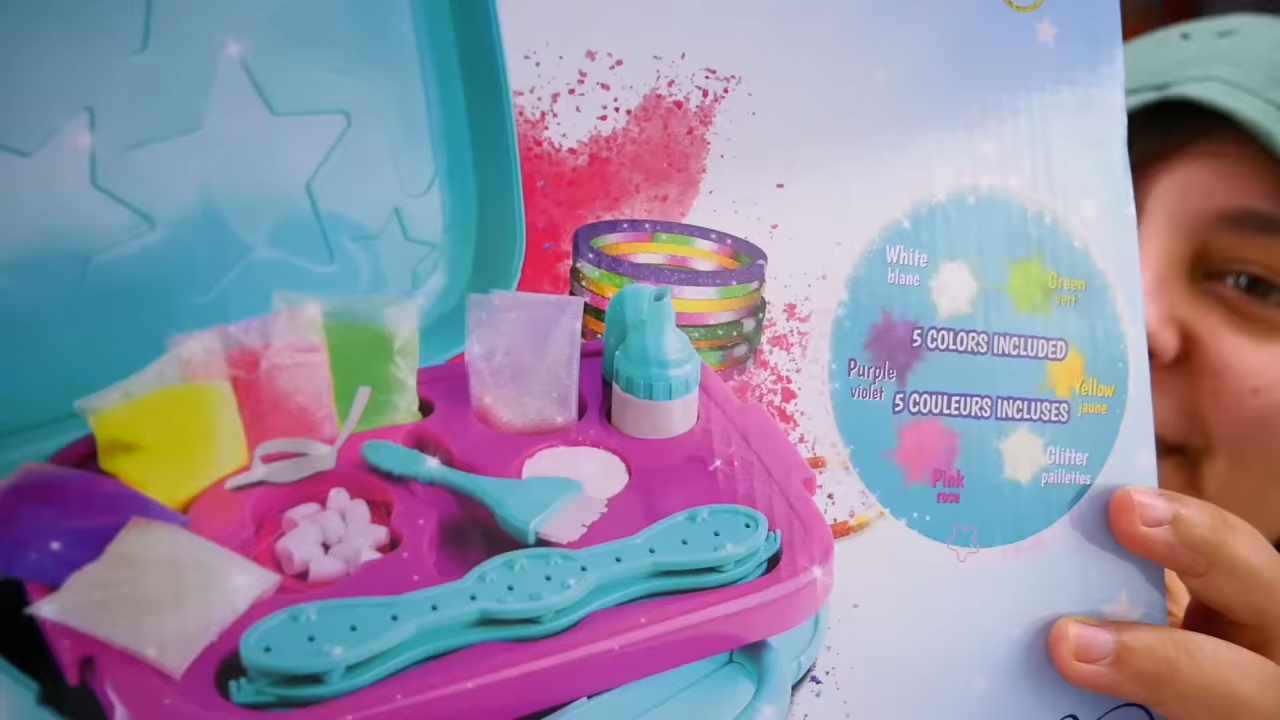 White
blanc
Green
vert
5 COLORS INCLUDED
Purple
violet
Yellow
jaune
5 COULEURS INCLUSES
Glitter
paillettes
Pink
rose